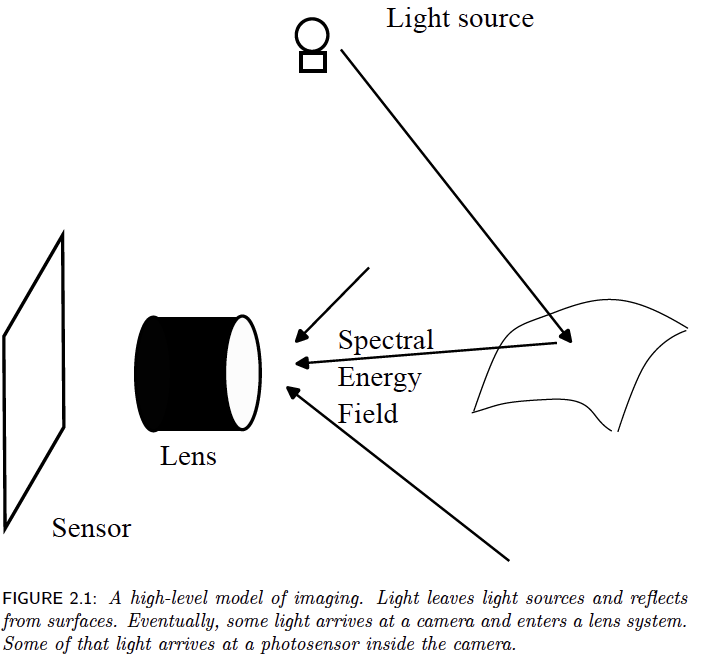 Light source
Spectral
Energy
Field
Lens
Sensor
FIGURE 2.1: A high-level model of imaging. Light leaves light sources and reflects
from surfaces. Eventually, some light arrives at a camera and enters a lens system.
Some of that light arrives at a photosensor inside the camera.